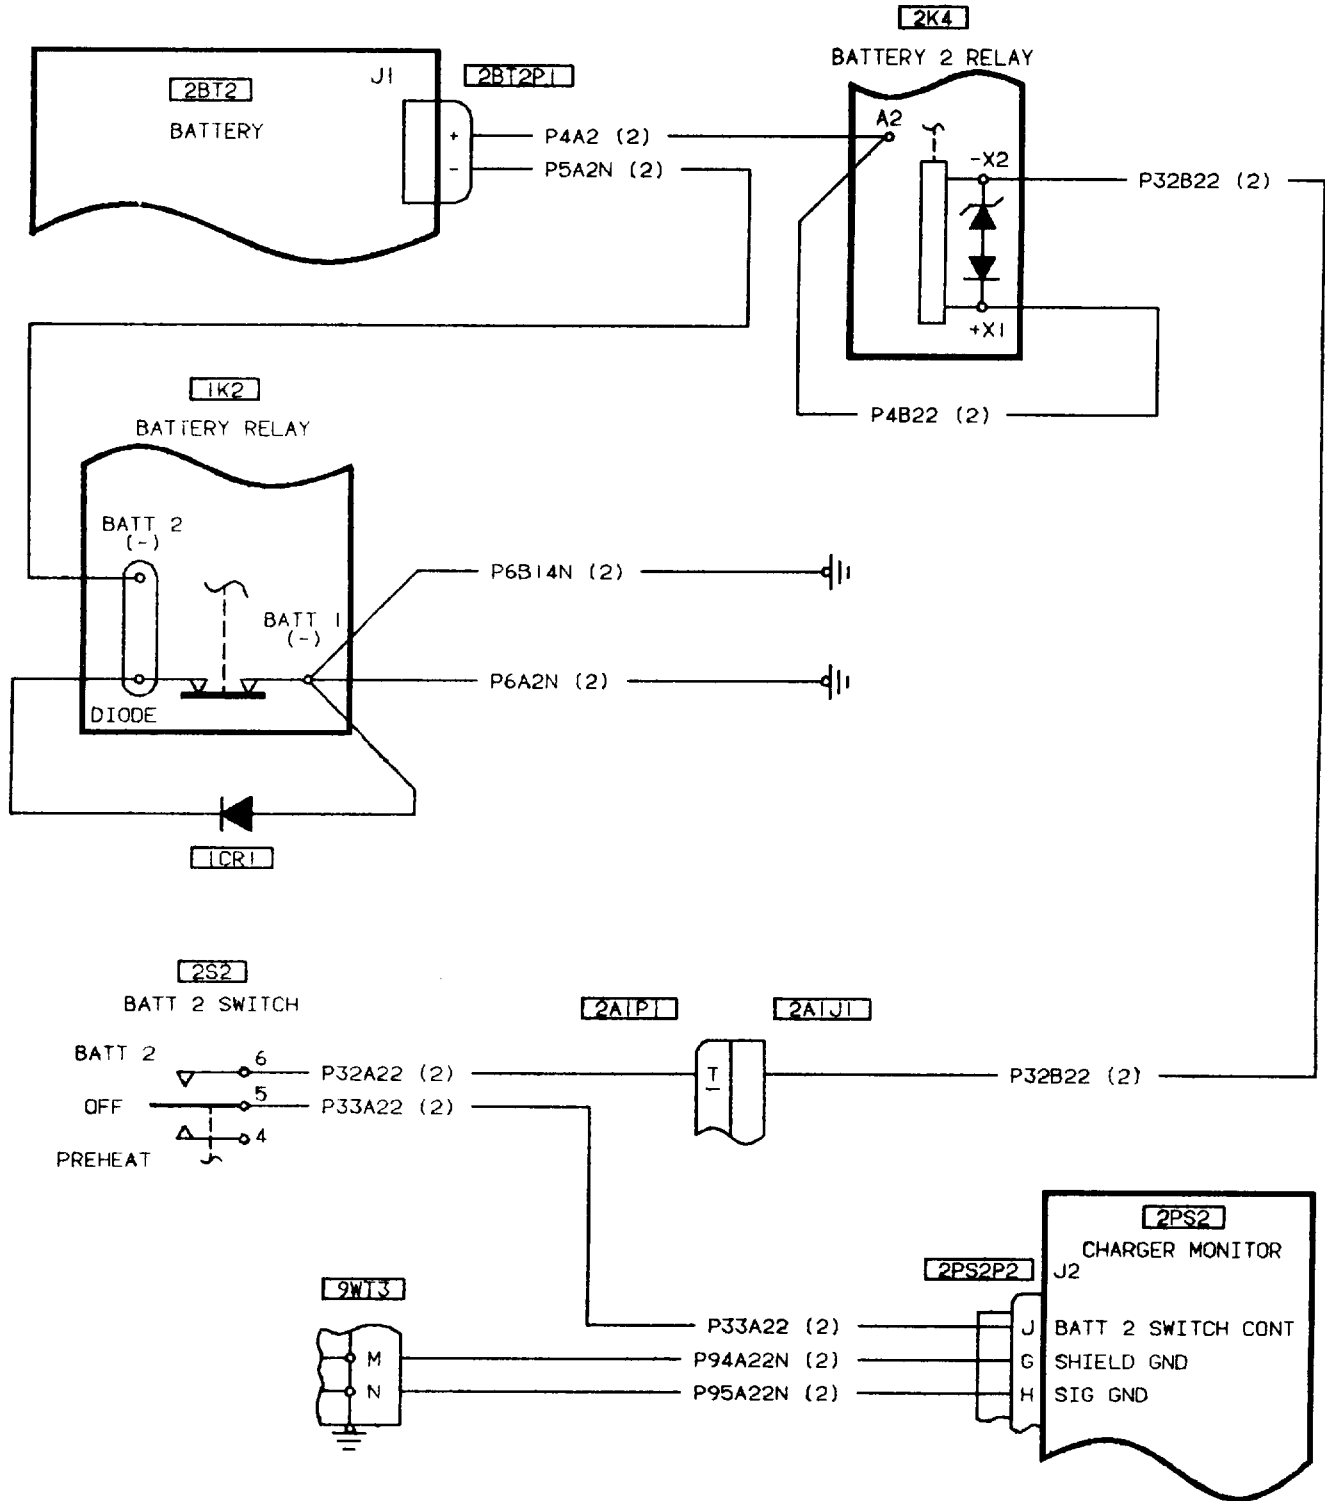 2K4
BATTERY 2 RELAY
2BT2
BATTERY
J1
2BT2P1
+
-
P4A2 (2)
P5A2N (2)
A2
-X2
+X1
P32B22 (2)
P4B22 (2)
1K2
BATTERY RELAY
BATT 2
(-)
BATT 1
(-)
DIODE
P6B14N (2)
P6A2N (2)
1CR1
2S2
BATT 2 SWITCH
BATT 2
OFF
PREHEAT
6
5
4
P32A22 (2)
P33A22 (2)
2A1P1
2A1J1
T
P32B22 (2)
2PS2
CHARGER MONITOR
2PS2P2
J2
9WT3
M
N
P33A22 (2)
P94A22N (2)
P95A22N (2)
J BATT 2 SWITCH CONT
G SHIELD GND
H SIG GND